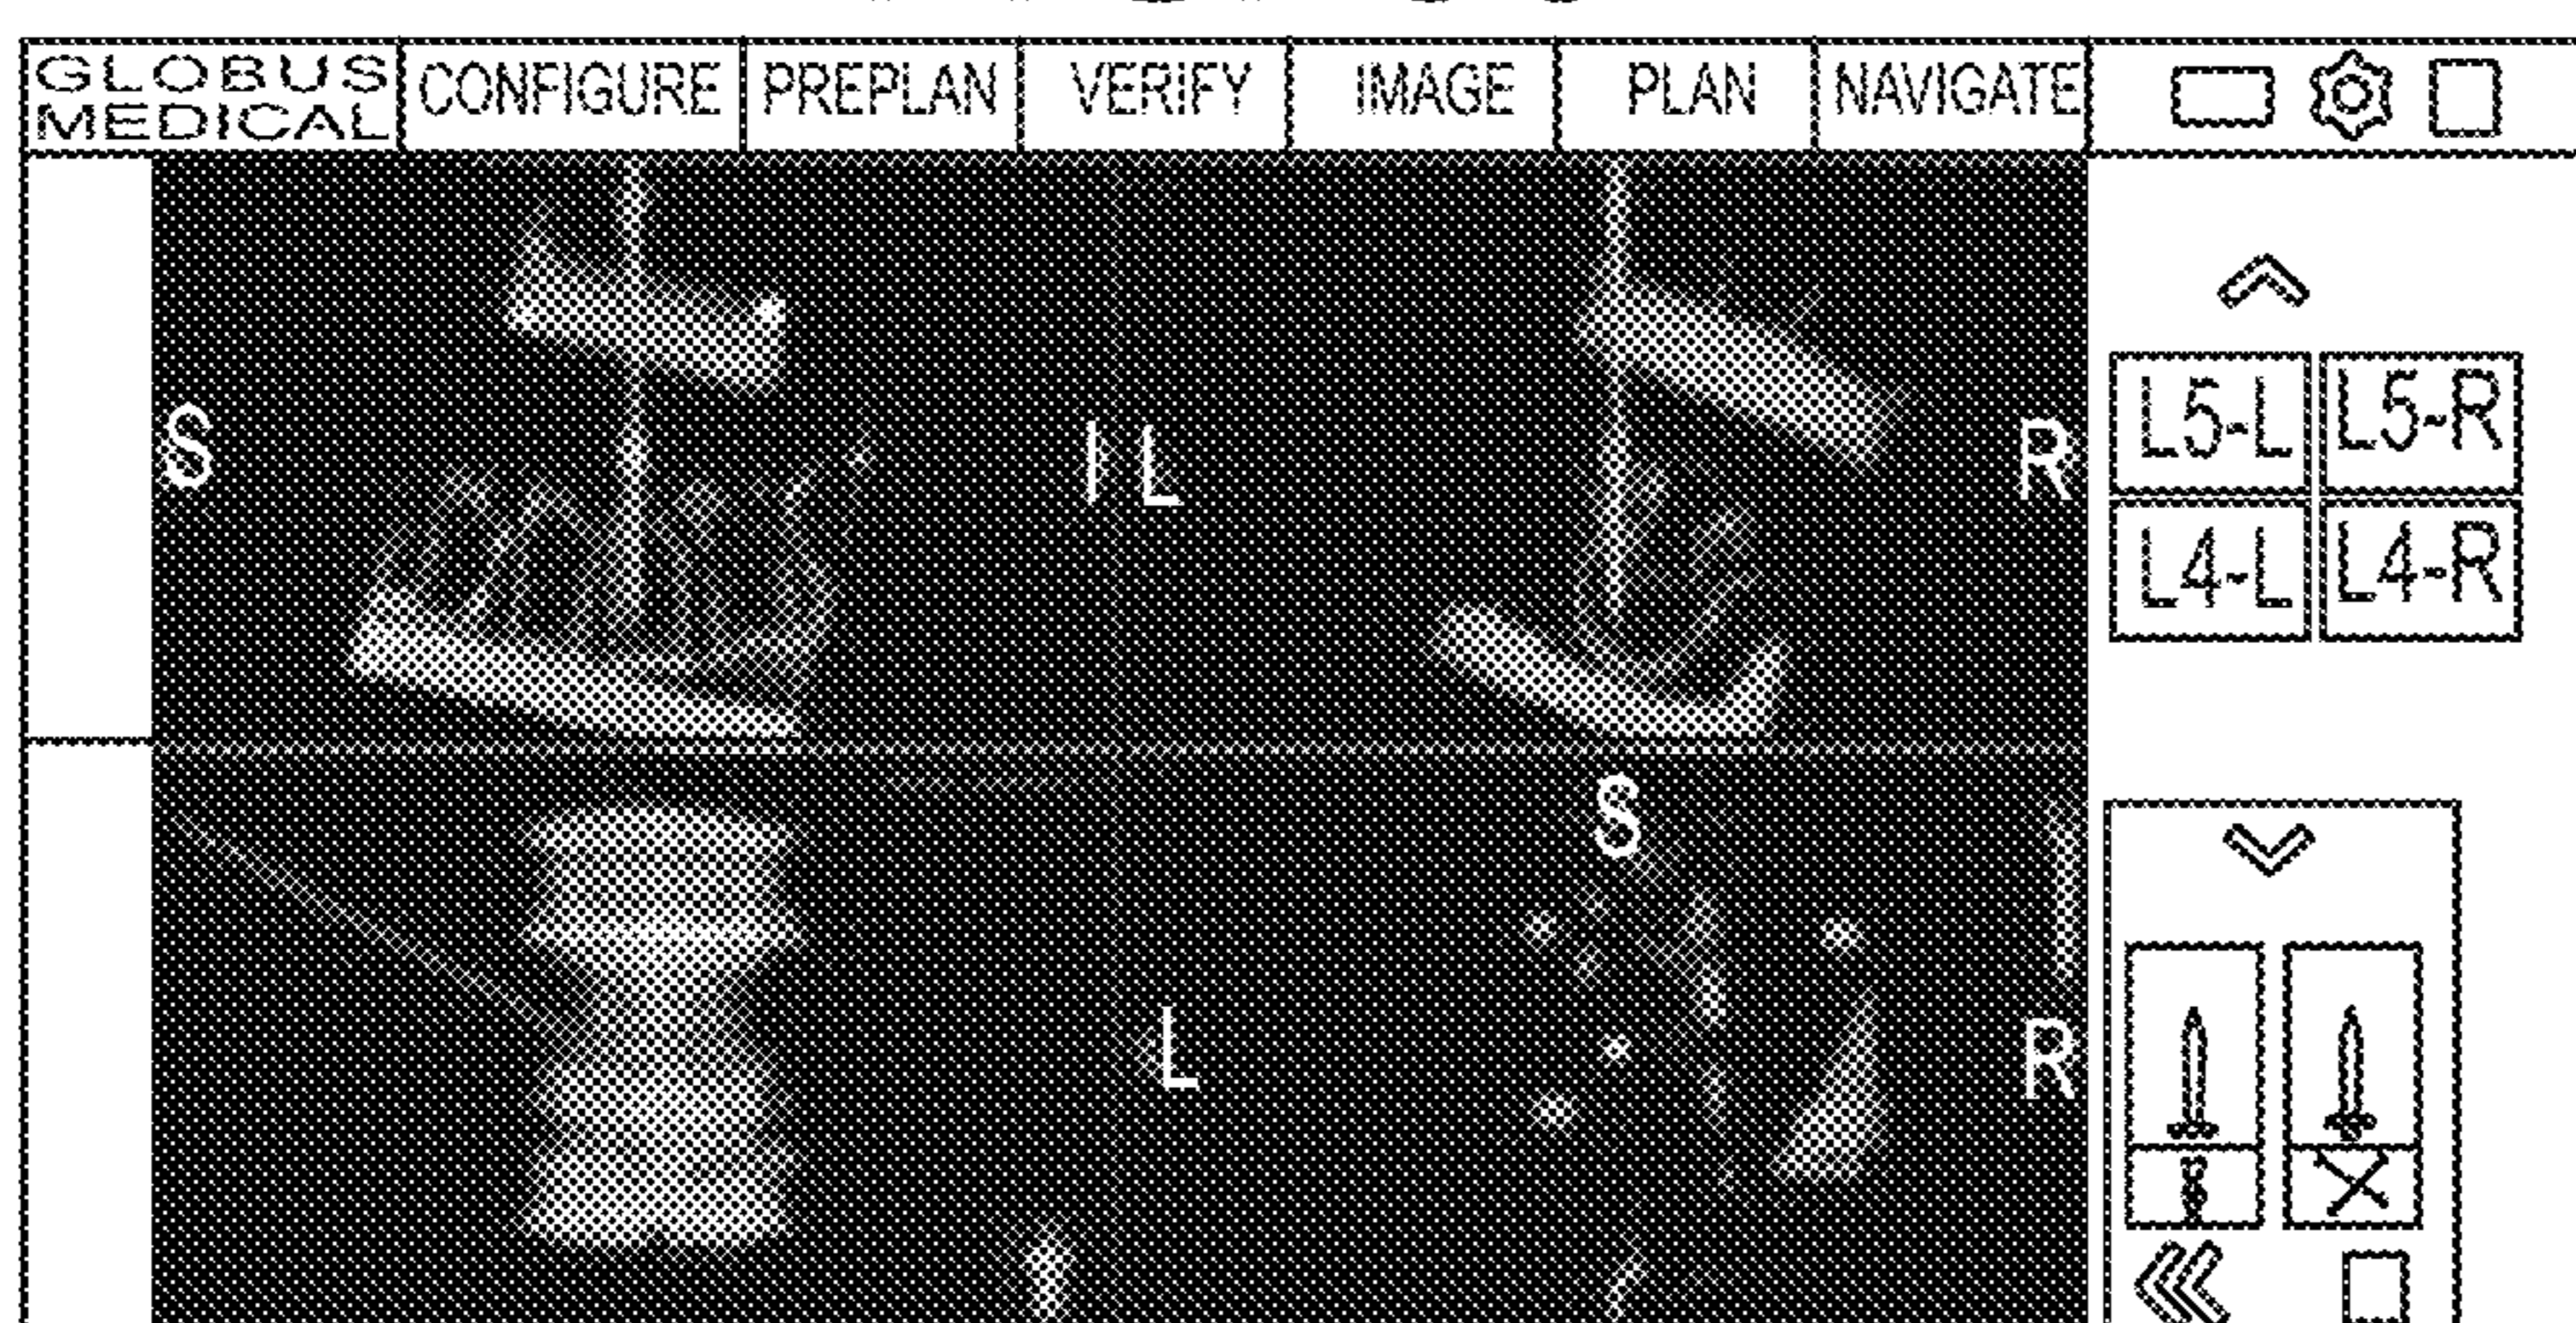 GLOBUS
MEDICAL
CONFIGURE
PREPLAN
VERIFY
IMAGE
PLAN
NAVIGATE
S
I
L
R
L5-L
L5-R
L4-L
L4-R
S
L
R